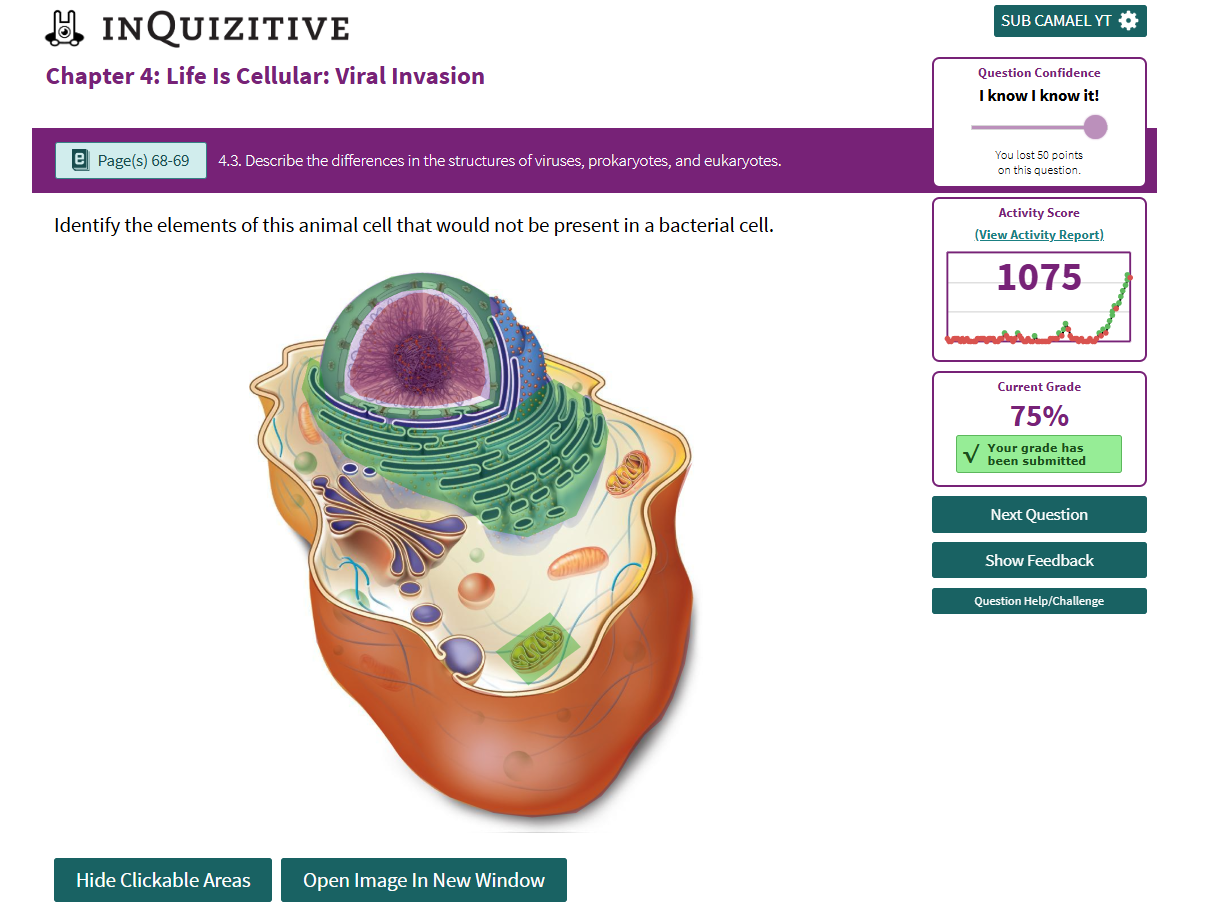 INQUIZITIVE
SUB CAMAEL YT
Chapter 4: Life Is Cellular: Viral Invasion
Question Confidence
I know I know it!
You lost 50 points
on this question.
Page(s) 68-69
4.3. Describe the differences in the structures of viruses, prokaryotes, and eukaryotes.
Identify the elements of this animal cell that would not be present in a bacterial cell.
Activity Score
(View Activity Report)
1075
Current Grade
75%
√ Your grade has
been submitted
Next Question
Show Feedback
Question Help/Challenge
Hide Clickable Areas
Open Image In New Window